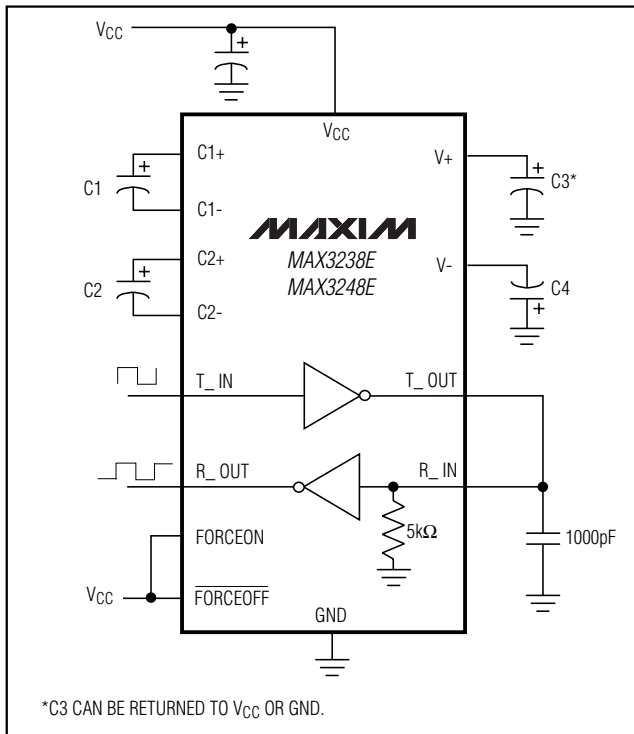 VCC
VCC
C1+
C1
C1-
C2+
C2
C2-
V+
C3*
V-
C4
MAXIM
MAX3238E
MAX3248E
T_ IN
T_ OUT
R_ OUT
R_ IN
5kΩ
1000pF
FORCEON
VCC
FORCEOFF
GND
*C3 CAN BE RETURNED TO VCC OR GND.